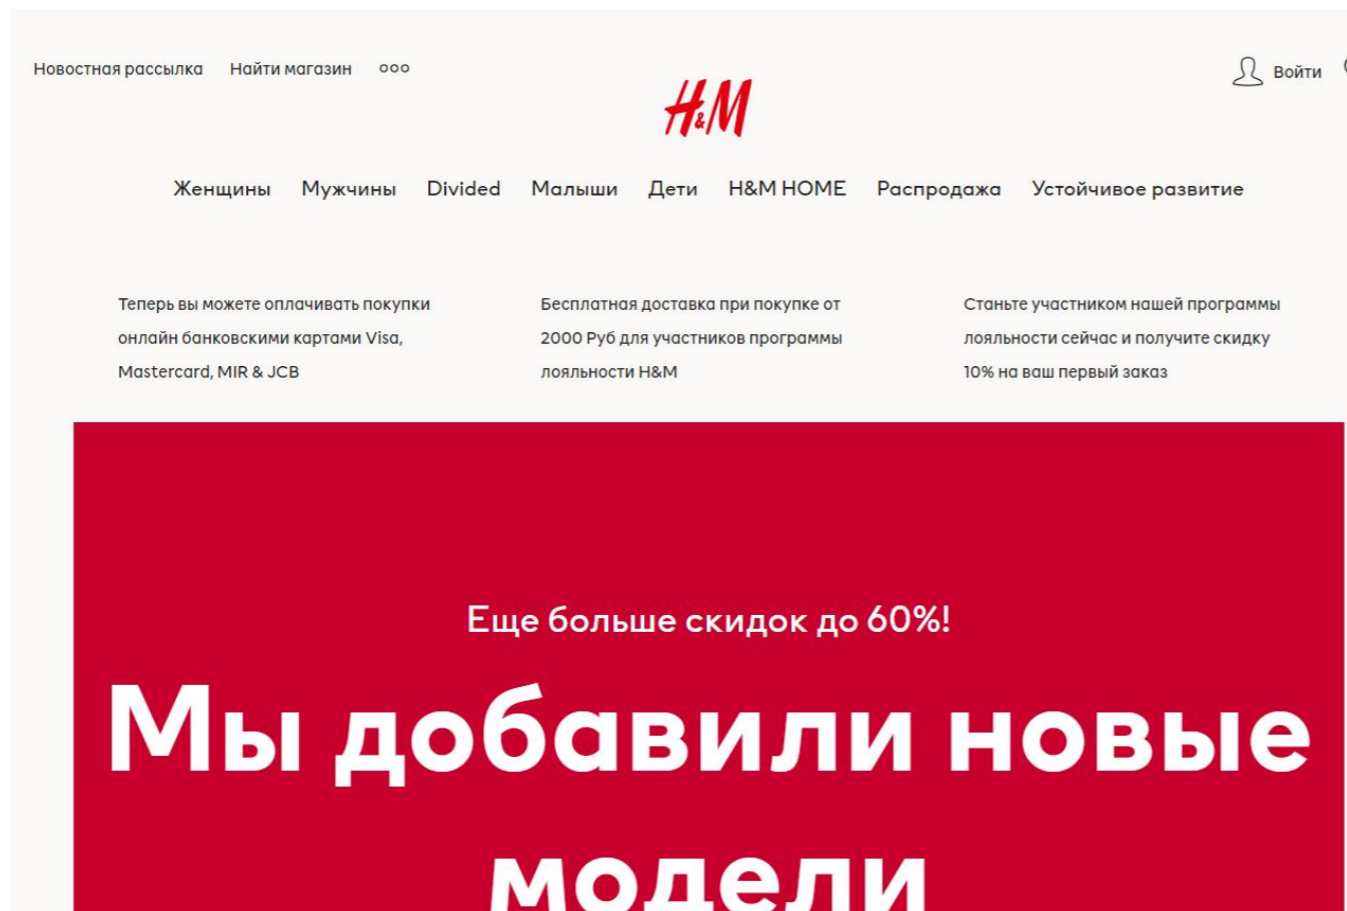 Новостная рассылка Найти магазин ооо Войти
H&M
Женщины Мужчины Divided Малыши Дети H&M HOME Распродажа Устойчивое развитие
Теперь вы можете оплачивать покупки
онлайн банковскими картами Visa,
Mastercard, MIR & JCB
Бесплатная доставка при покупке от
2000 Руб для участников программы
лояльности H&M
Станьте участником нашей программы
лояльности сейчас и получите скидку
10% на ваш первый заказ
Еще больше скидок до 60%!
Мы добавили новые
модели